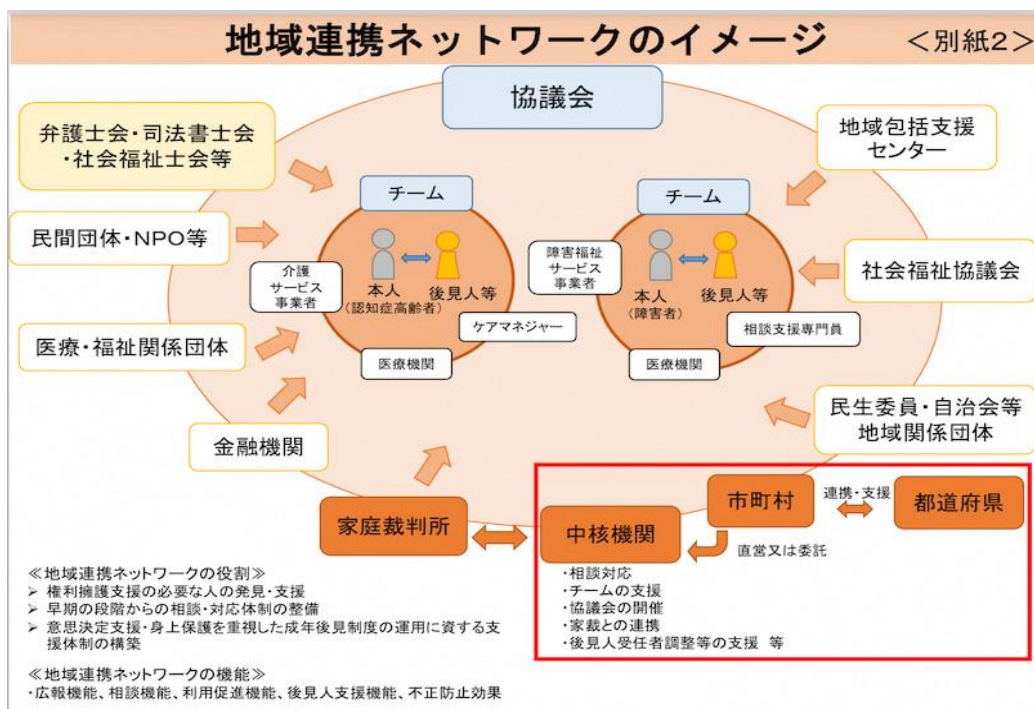 地域連携ネットワークのイメージ
＜別紙2＞
協議会
弁護士会・司法書士会
・社会福祉士会等
民間団体・NPO等
医療・福祉関係団体
金融機関
チーム
介護
サービス
事業者
本人
（認知症高齢者）
後見人等
ケアマネジャー
医療機関
チーム
障害福祉
サービス
事業者
本人
（障害者）
後見人等
相談支援専門員
医療機関
地域包括支援
センター
社会福祉協議会
民生委員・自治会等
地域関係団体
家庭裁判所
中核機関
市町村
連携・支援
都道府県
直営又は委託
・相談対応
・チームの支援
・協議会の開催
・家裁との連携
・後見人受任者調整等の支援 等
≪地域連携ネットワークの役割≫
➢ 権利擁護支援の必要な人の発見・支援
➢ 早期の段階からの相談・対応体制の整備
➢ 意思決定支援・身上保護を重視した成年後見制度の運用に資する支
援体制の構築
≪地域連携ネットワークの機能≫
・広報機能、相談機能、利用促進機能、後見人支援機能、不正防止効果